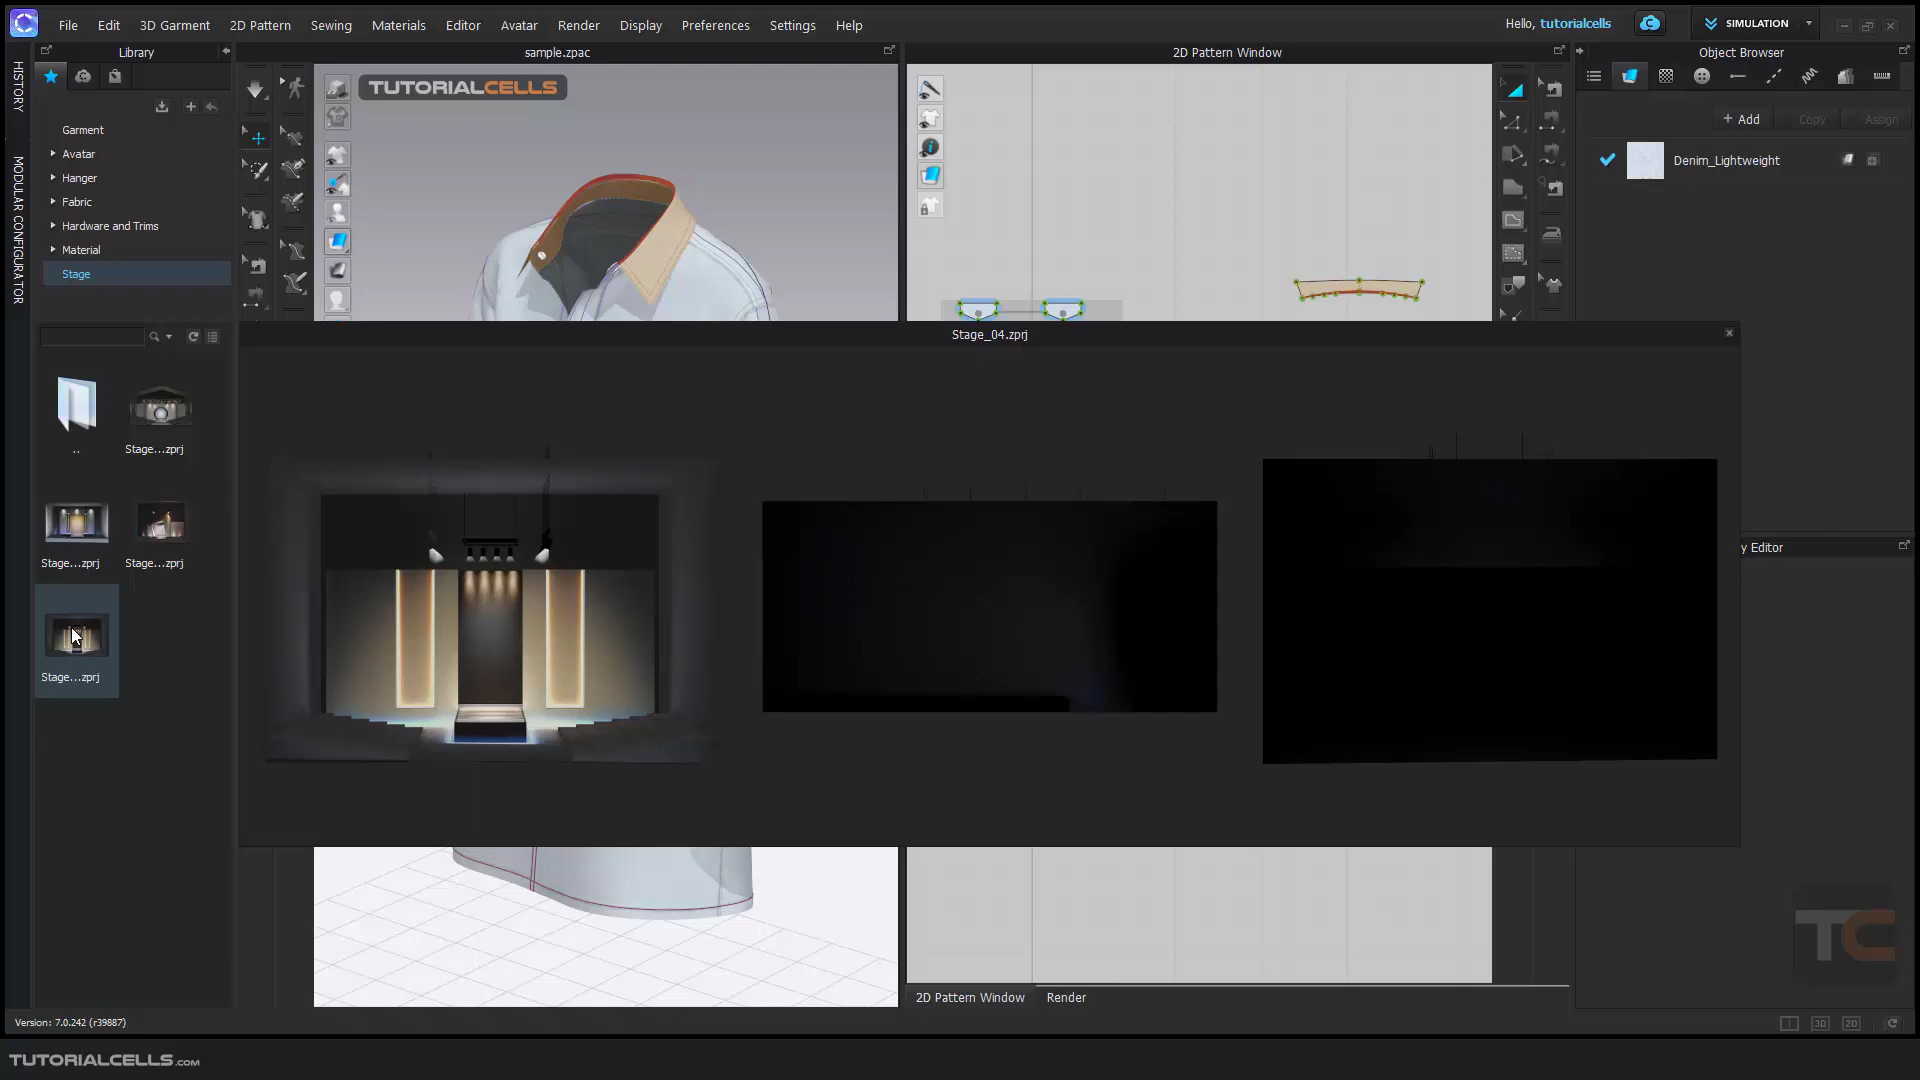 File Edit 3D Garment 2D Pattern Sewing Materials Editor Avatar Render Display Preferences Settings Help
Hello, tutorialcells
SIMULATION
HISTORY
MODULAR CONFIGURATOR
Library
sample.zpac
2D Pattern Window
Object Browser
TUTORIALCELLS
Garment
Avatar
Hanger
Fabric
Hardware and Trims
Material
Stage
+ Add Copy Assign
Denim_Lightweight
Stage_04.zprj
..
Stage...zprj
Stage...zprj
Stage...zprj
Stage...zprj
y Editor
TC
2D Pattern Window Render
Version: 7.0.242 (r39887)
3D 2D
TUTORIALCELLS.COM